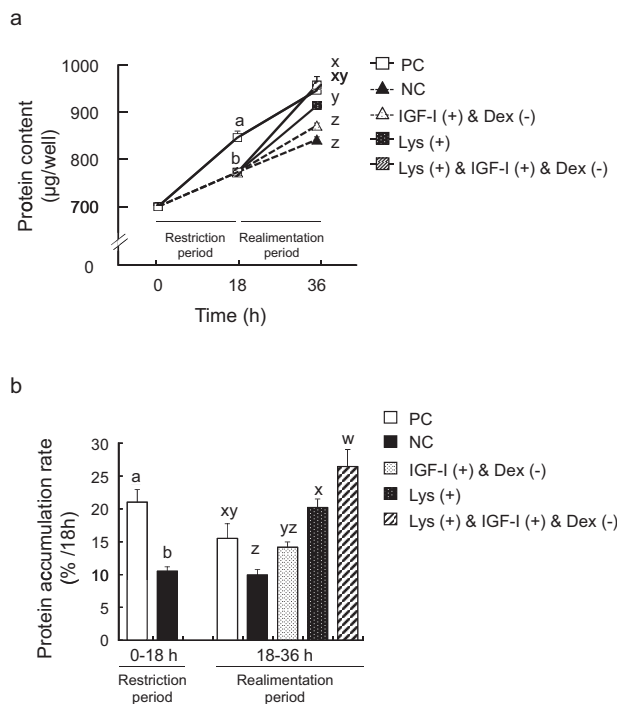 a
1000
900
800
700
0
Protein content
(µg/well)
a
b
x
xy
y
z
z
Restriction
period
Realimentation
period
0
18
36
Time (h)
PC
NC
IGF-I (+) & Dex (-)
Lys (+)
Lys (+) & IGF-I (+) & Dex (-)
b
30
25
20
15
10
5
0
Protein accumulation rate
(% /18h)
a
b
xy
z
yz
x
w
0-18 h
18-36 h
Restriction
period
Realimentation
period
PC
NC
IGF-I (+) & Dex (-)
Lys (+)
Lys (+) & IGF-I (+) & Dex (-)